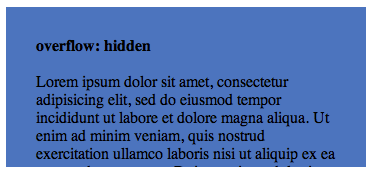 overflow: hidden
Lorem ipsum dolor sit amet, consectetur
adipisicing elit, sed do eiusmod tempor
incididunt ut labore et dolore magna aliqua. Ut
enim ad minim veniam, quis nostrud
exercitation ullamco laboris nisi ut aliquip ex ea